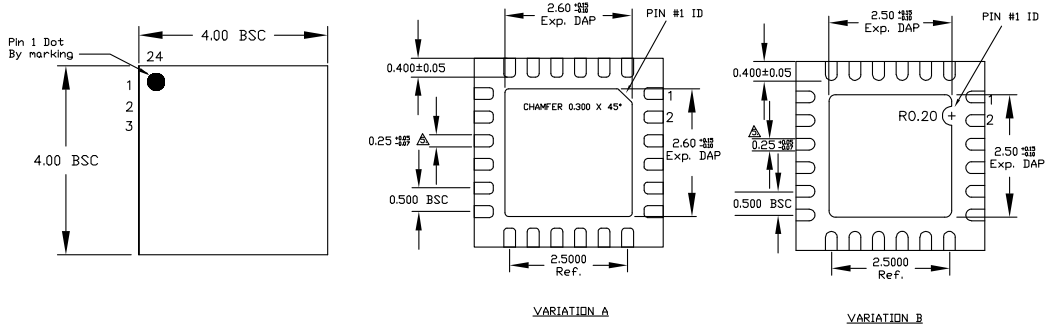 Pin 1 Dot
By marking
4.00 BSC
24
1
2
3
4.00 BSC
2.60
Exp. DAP
PIN #1 ID
0.400±0.05
CHAMFER 0.300 X 45°
1
2
0.25
2.60
Exp. DAP
0.500 BSC
2.5000
Ref.
VARIATION A
2.50
Exp. DAP
PIN #1 ID
0.400±0.05
R0.20
1
2
0.25
2.50
Exp. DAP
0.500 BSC
2.5000
Ref.
VARIATION B